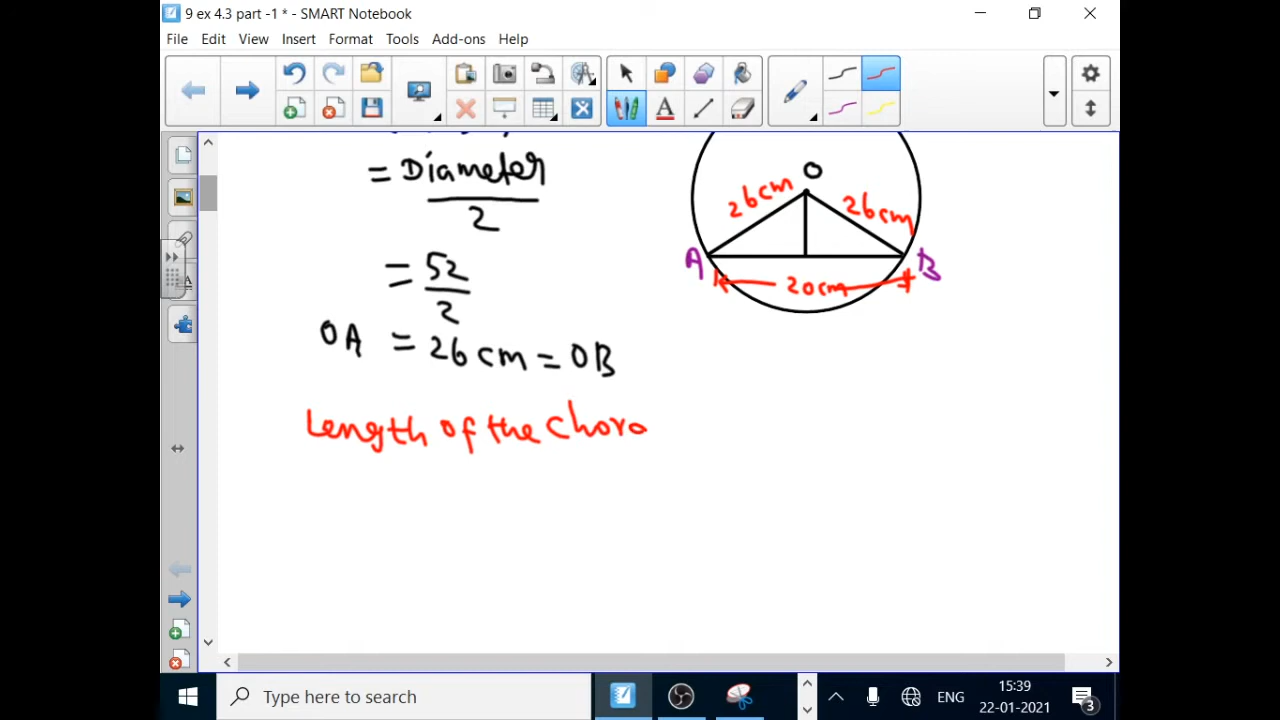 9 ex 4.3 part -1 * - SMART Notebook
File Edit View Insert Format Tools Add-ons Help
= Diameter
2
= 52
2
OA = 26 cm = OB
Length of the Chord
O
26cm
26cm
A
B
20cm
Type here to search
ENG
15:39
22-01-2021
3